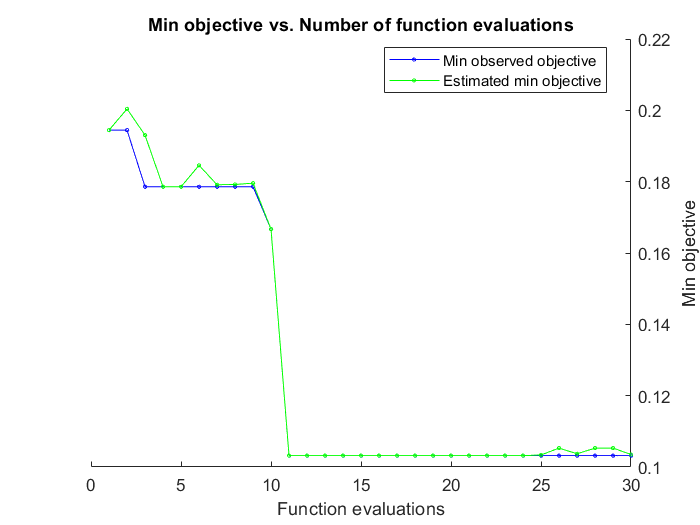 Min objective vs. Number of function evaluations
Min observed objective
Estimated min objective
0.22
0.2
0.18
0.16
0.14
0.12
0.1
Min objective
0 5 10 15 20 25 30
Function evaluations